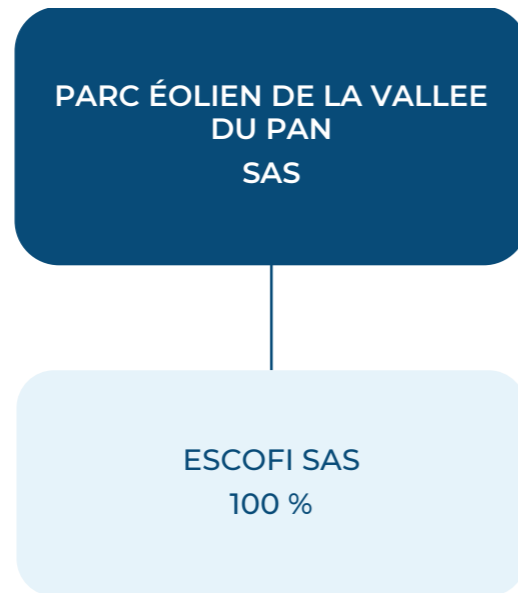 PARC ÉOLIEN DE LA VALLEE
DU PAN
SAS
ESCOFI SAS
100 %